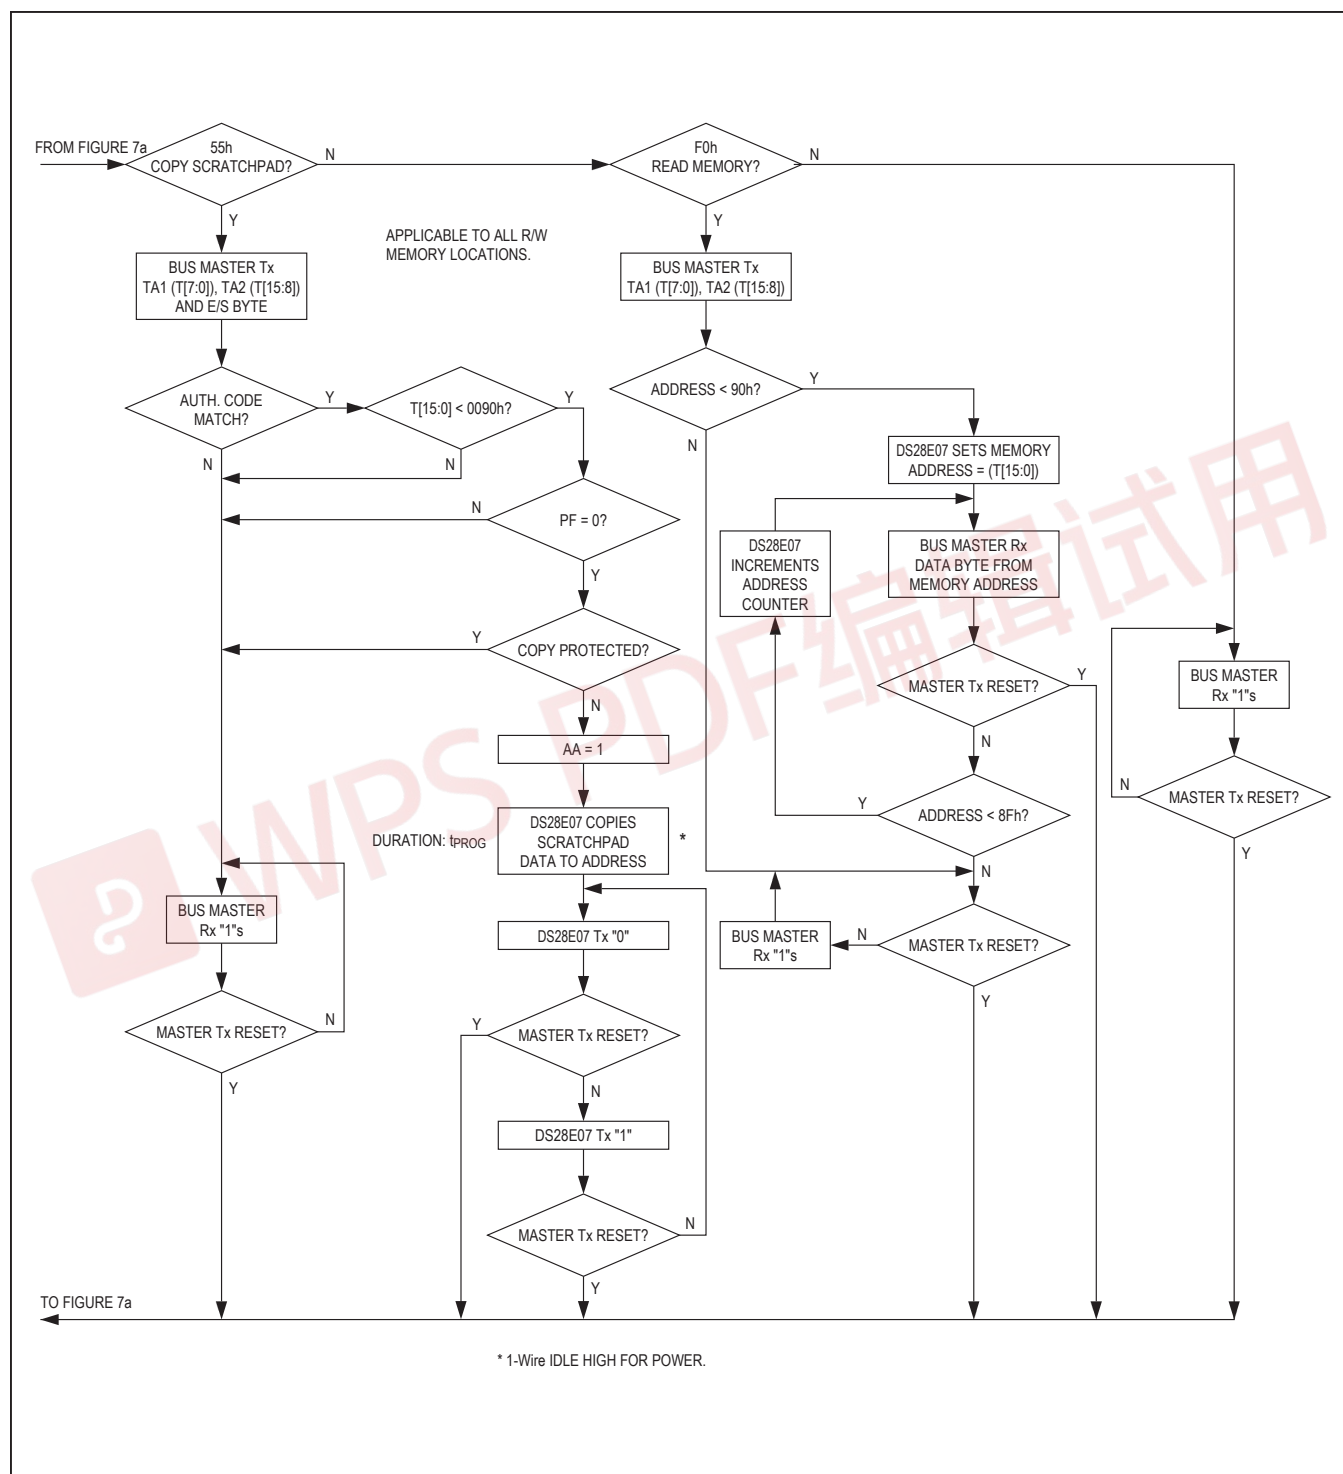 FROM FIGURE 7a
55h
COPY SCRATCHPAD?
N
F0h
READ MEMORY?
N
Y
Y
APPLICABLE TO ALL R/W
MEMORY LOCATIONS.
BUS MASTER Tx
TA1 (T[7:0]), TA2 (T[15:8])
AND E/S BYTE
BUS MASTER Tx
TA1 (T[7:0]), TA2 (T[15:8])
AUTH. CODE
MATCH?
Y
T[15:0] < 0090h?
Y
ADDRESS < 90h?
Y
N
N
N
DS28E07 SETS MEMORY
ADDRESS = (T[15:0])
N
PF = 0?
Y
DS28E07
INCREMENTS
ADDRESS
COUNTER
BUS MASTER Rx
DATA BYTE FROM
MEMORY ADDRESS
Y
COPY PROTECTED?
N
MASTER Tx RESET?
Y
N
BUS MASTER
Rx "1"s
AA = 1
Y
ADDRESS < 8Fh?
N
N
MASTER Tx RESET?
Y
DURATION: tPROG
DS28E07 COPIES
SCRATCHPAD
DATA TO ADDRESS
*
BUS MASTER
Rx "1"s
DS28E07 Tx "0"
BUS MASTER
Rx "1"s
N
MASTER Tx RESET?
Y
MASTER Tx RESET?
N
Y
Y
MASTER Tx RESET?
N
DS28E07 Tx "1"
MASTER Tx RESET?
N
Y
TO FIGURE 7a
* 1-Wire IDLE HIGH FOR POWER.
WPS PDF编辑试用